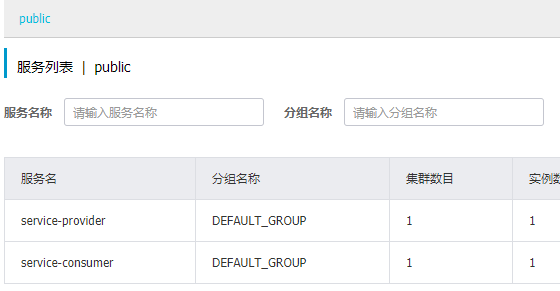 public
服务列表 | public
服务名称 请输入服务名称 分组名称 请输入分组名称
服务名 分组名称 集群数目 实例
service-provider DEFAULT_GROUP 1 1
service-consumer DEFAULT_GROUP 1 1